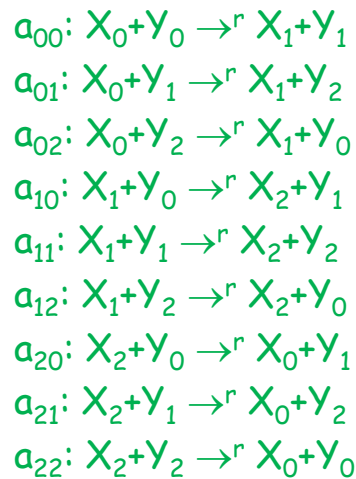 a₀₀: X₀+Y₀ →ʳ X₁+Y₁
a₀₁: X₀+Y₁ →ʳ X₁+Y₂
a₀₂: X₀+Y₂ →ʳ X₁+Y₀
a₁₀: X₁+Y₀ →ʳ X₂+Y₁
a₁₁: X₁+Y₁ →ʳ X₂+Y₂
a₁₂: X₁+Y₂ →ʳ X₂+Y₀
a₂₀: X₂+Y₀ →ʳ X₀+Y₁
a₂₁: X₂+Y₁ →ʳ X₀+Y₂
a₂₂: X₂+Y₂ →ʳ X₀+Y₀